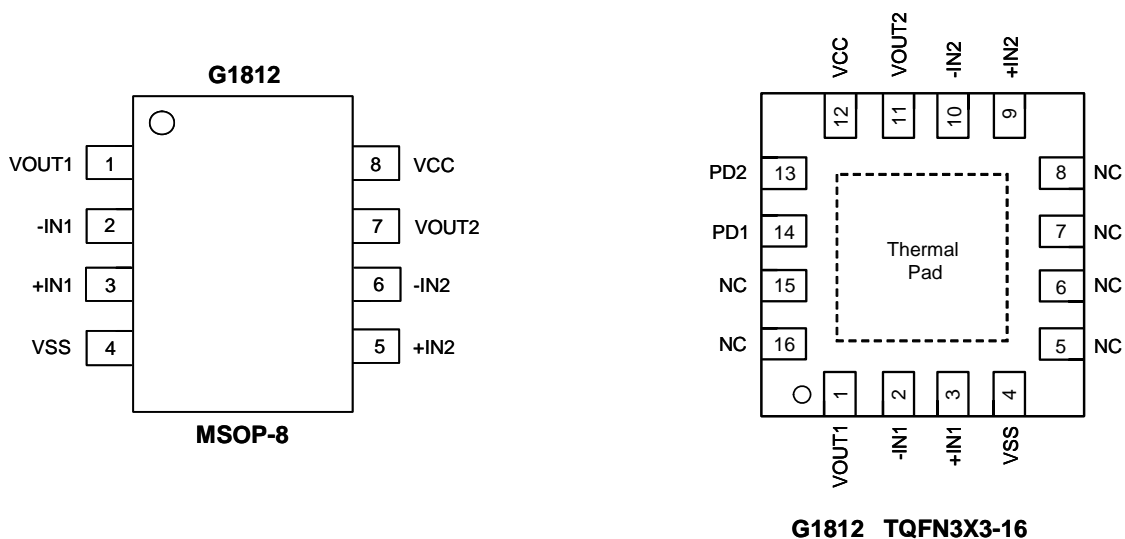 G1812
VOUT1 1
-IN1 2
+IN1 3
VSS 4
8 VCC
7 VOUT2
6 -IN2
5 +IN2
MSOP-8
VCC VOUT2 -IN2 +IN2
12 11 10 9
PD2 13
PD1 14
NC 15
NC 16
Thermal
Pad
8 NC
7 NC
6 NC
5 NC
1 2 3 4
VOUT1 -IN1 +IN1 VSS
G1812 TQFN3X3-16